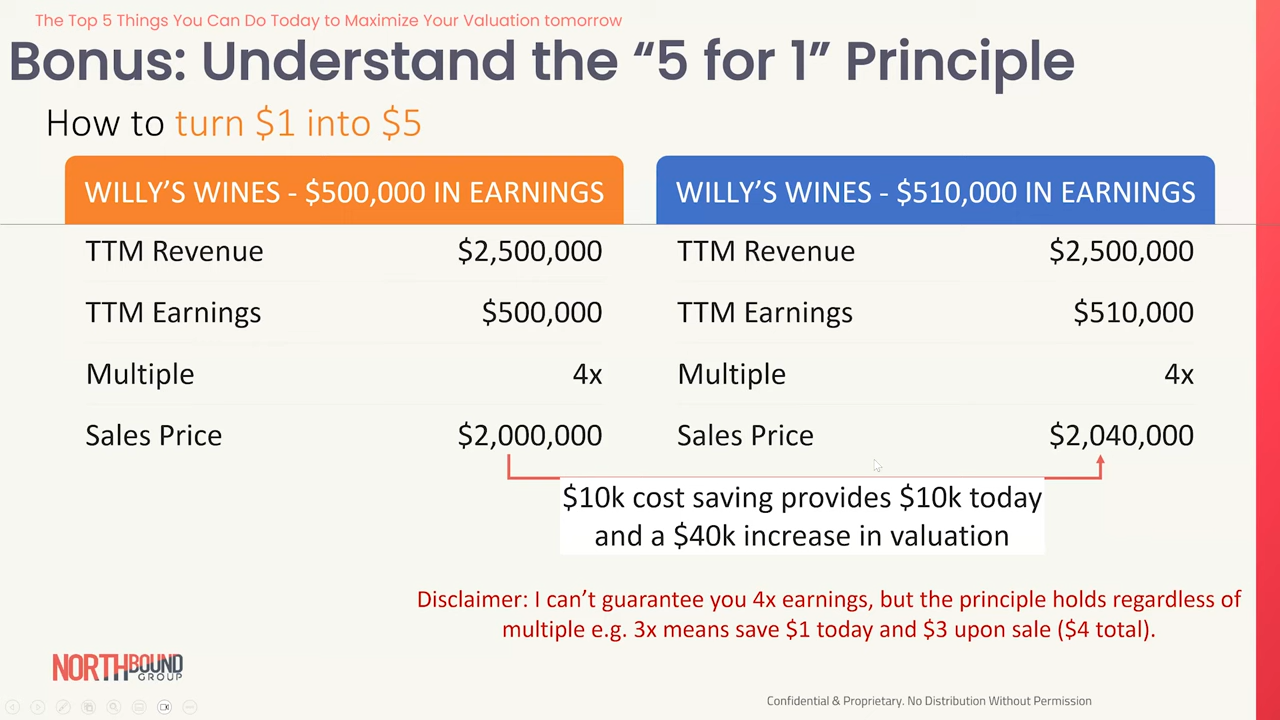 The Top 5 Things You Can Do Today to Maximize Your Valuation tomorrow
Bonus: Understand the “5 for 1” Principle
How to turn $1 into $5
WILLY’S WINES - $500,000 IN EARNINGS
TTM Revenue $2,500,000
TTM Earnings $500,000
Multiple 4x
Sales Price $2,000,000
WILLY’S WINES - $510,000 IN EARNINGS
TTM Revenue $2,500,000
TTM Earnings $510,000
Multiple 4x
Sales Price $2,040,000
$10k cost saving provides $10k today
and a $40k increase in valuation
Disclaimer: I can’t guarantee you 4x earnings, but the principle holds regardless of
multiple e.g. 3x means save $1 today and $3 upon sale ($4 total).
NORTHBOUND
GROUP
Confidential & Proprietary. No Distribution Without Permission